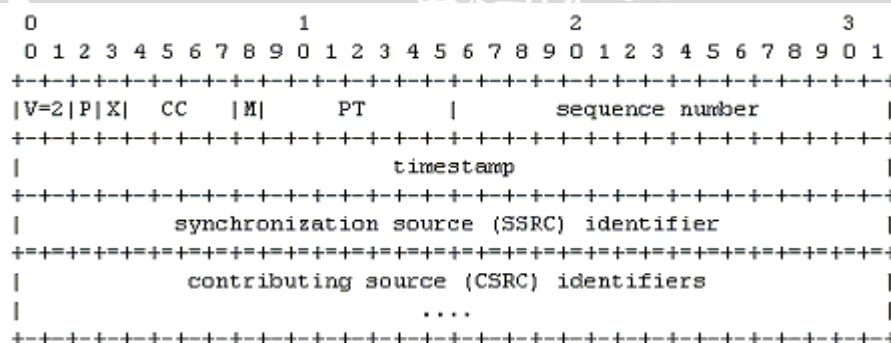 0                   1                   2                   3
0 1 2 3 4 5 6 7 8 9 0 1 2 3 4 5 6 7 8 9 0 1 2 3 4 5 6 7 8 9 0 1
+-+-+-+-+-+-+-+-+-+-+-+-+-+-+-+-+-+-+-+-+-+-+-+-+-+-+-+-+-+-+-+-+
|V=2|P|X|  CC   |M|     PT      |       sequence number         |
+-+-+-+-+-+-+-+-+-+-+-+-+-+-+-+-+-+-+-+-+-+-+-+-+-+-+-+-+-+-+-+-+
|                           timestamp                           |
+-+-+-+-+-+-+-+-+-+-+-+-+-+-+-+-+-+-+-+-+-+-+-+-+-+-+-+-+-+-+-+-+
|           synchronization source (SSRC) identifier            |
+=+=+=+=+=+=+=+=+=+=+=+=+=+=+=+=+=+=+=+=+=+=+=+=+=+=+=+=+=+=+=+=+
|            contributing source (CSRC) identifiers             |
|                             ....                              |
+-+-+-+-+-+-+-+-+-+-+-+-+-+-+-+-+-+-+-+-+-+-+-+-+-+-+-+-+-+-+-+-+